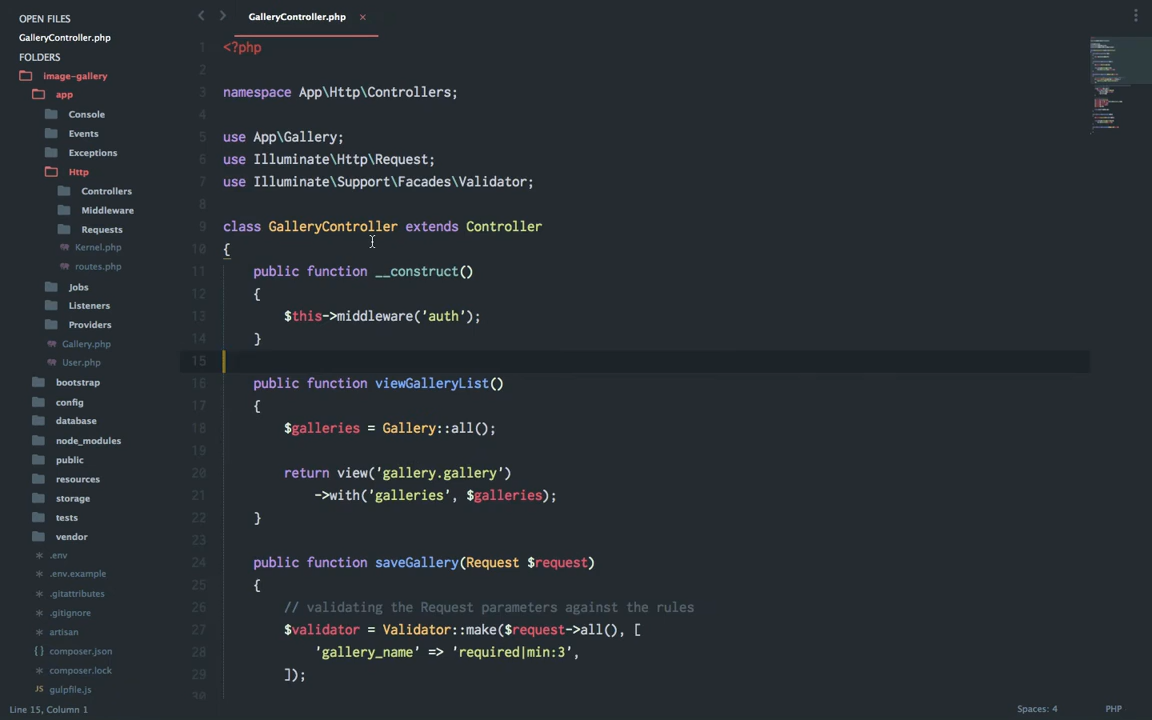 OPEN FILES
GalleryController.php
FOLDERS
image-gallery
app
Console
Events
Exceptions
Http
Controllers
Middleware
Requests
Kernel.php
routes.php
Jobs
Listeners
Providers
Gallery.php
User.php
bootstrap
config
database
node_modules
public
resources
storage
tests
vendor
.env
.env.example
.gitattributes
.gitignore
artisan
composer.json
composer.lock
JS gulpfile.js
GalleryController.php ×
1 <?php
2
3 namespace App\Http\Controllers;
4
5 use App\Gallery;
6 use Illuminate\Http\Request;
7 use Illuminate\Support\Facades\Validator;
8
9 class GalleryController extends Controller
10 {
11 public function __construct()
12 {
13 $this->middleware('auth');
14 }
15
16 public function viewGalleryList()
17 {
18 $galleries = Gallery::all();
19
20 return view('gallery.gallery')
21 ->with('galleries', $galleries);
22 }
23
24 public function saveGallery(Request $request)
25 {
26 // validating the Request parameters against the rules
27 $validator = Validator::make($request->all(), [
28 'gallery_name' => 'required|min:3',
29 ]);
30
Line 15, Column 1
Spaces: 4
PHP